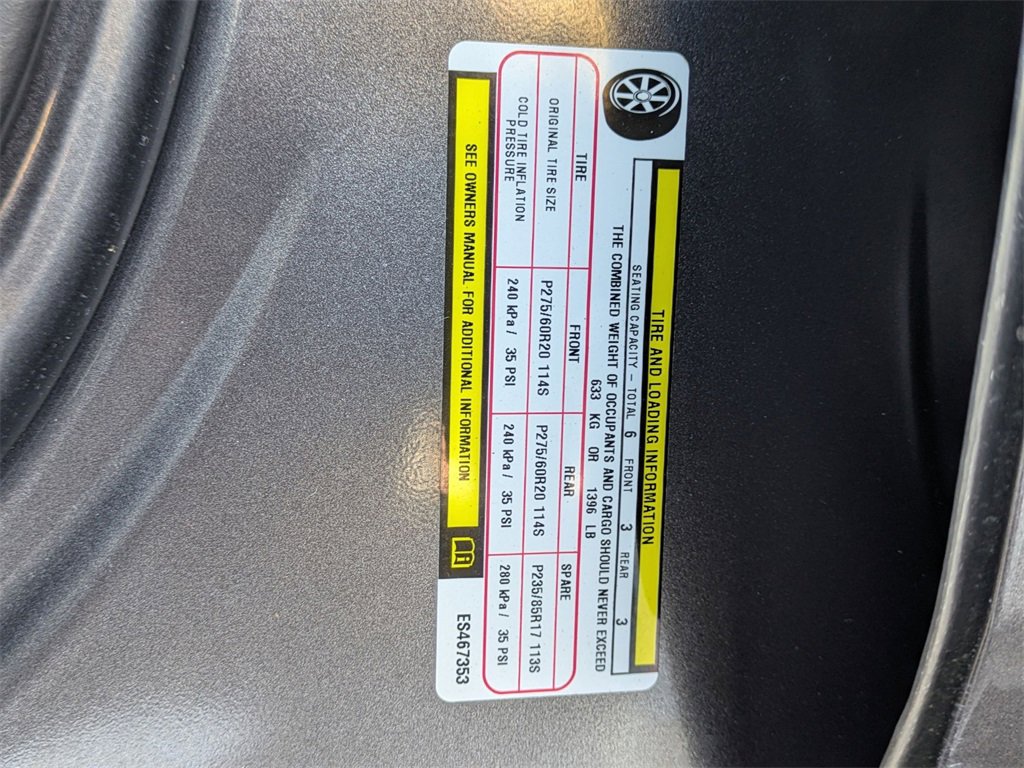 TIRE AND LOADING INFORMATION
SEATING CAPACITY – TOTAL 6 FRONT 3 REAR 3
THE COMBINED WEIGHT OF OCCUPANTS AND CARGO SHOULD NEVER EXCEED
633 KG OR 1396 LB
TIRE FRONT REAR SPARE
ORIGINAL TIRE SIZE P275/60R20 114S P275/60R20 114S P235/85R17 113S
COLD TIRE INFLATION
PRESSURE 240 kPa / 35 PSI 240 kPa / 35 PSI 280 kPa / 35 PSI
SEE OWNERS MANUAL FOR ADDITIONAL INFORMATION
ES467353